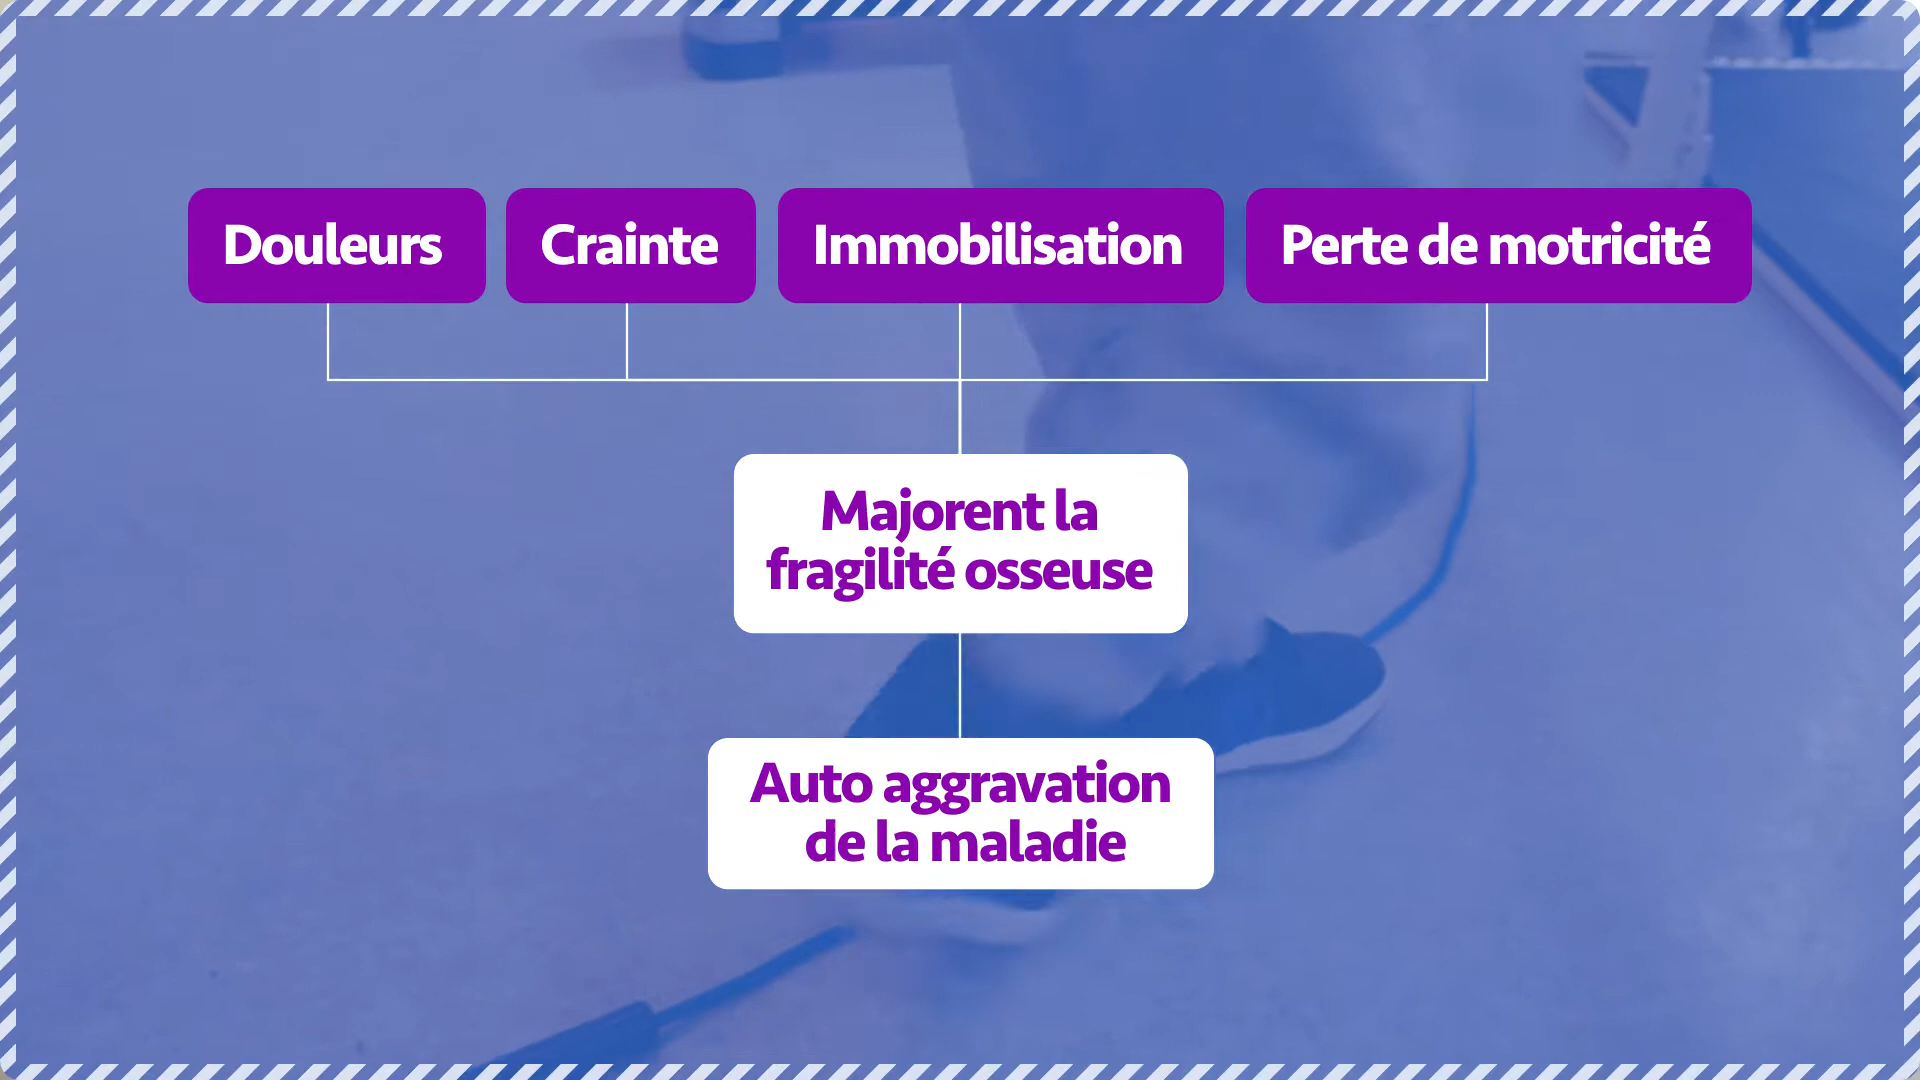 Douleurs
Crainte
Immobilisation
Perte de motricité
Majorent la
fragilité osseuse
Auto aggravation
de la maladie